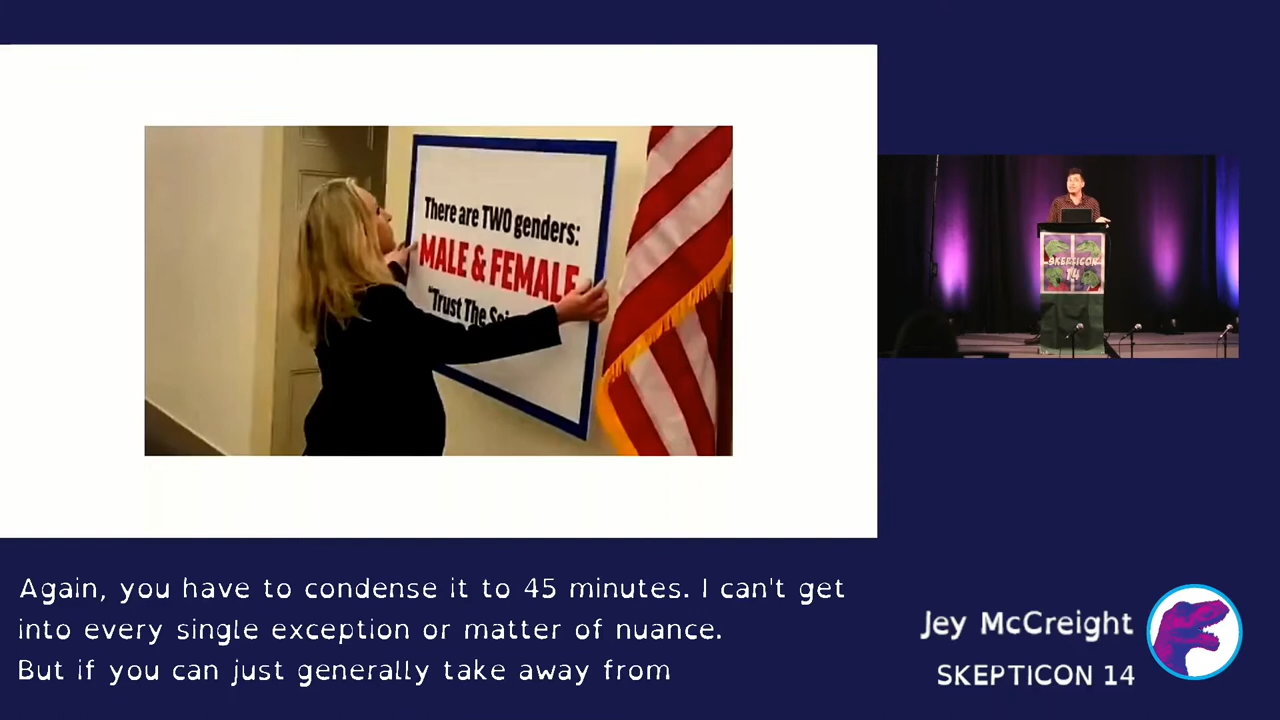 There are TWO genders:
MALE & FEMALE
"Trust The
SKEPTICON
14
Again, you have to condense it to 45 minutes. I can't get
into every single exception or matter of nuance.
But if you can just generally take away from
Jey McCreight
SKEPTICON 14